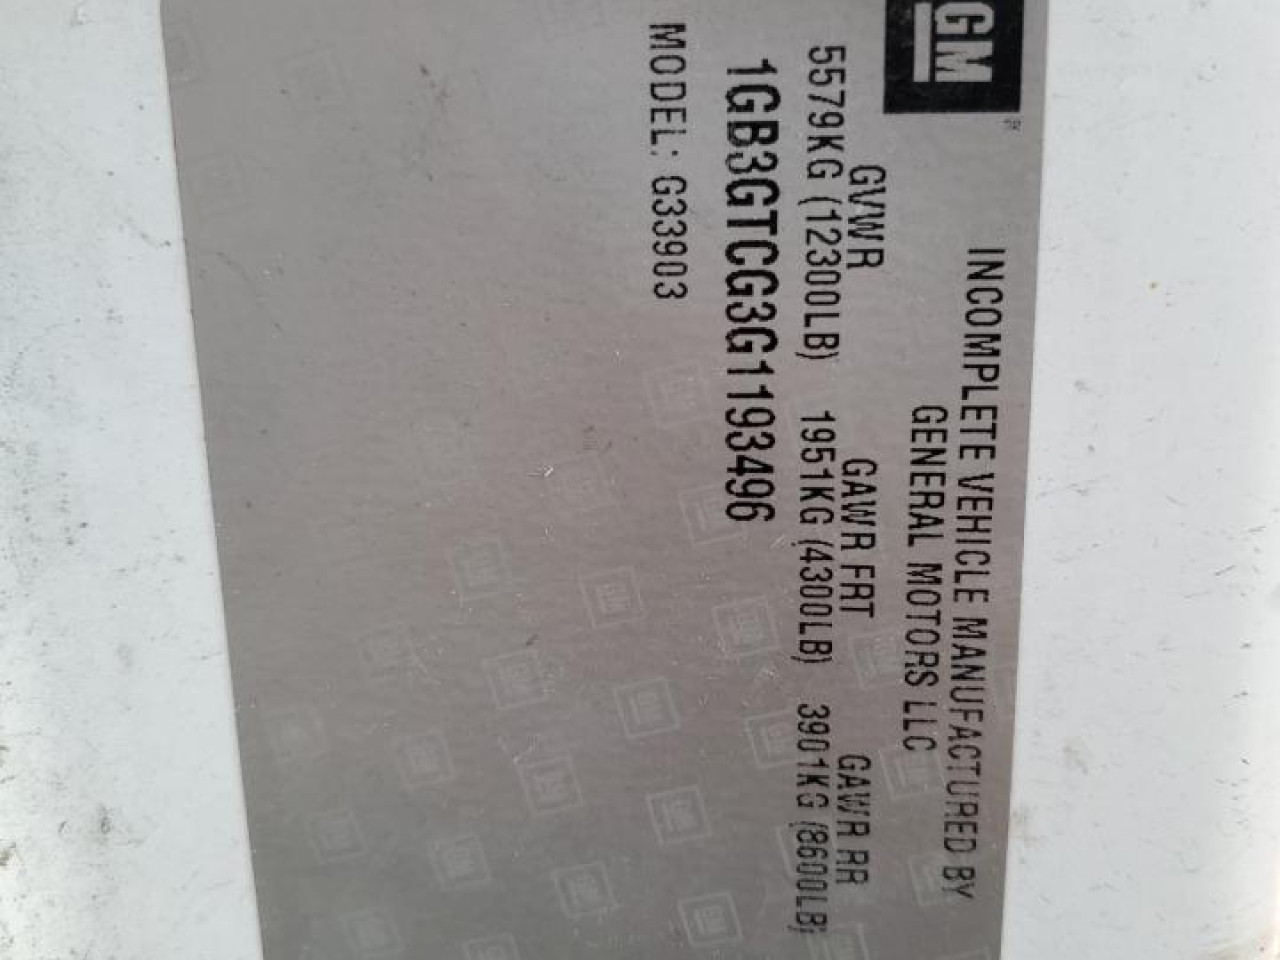 GM
INCOMPLETE VEHICLE MANUFACTURED BY
GENERAL MOTORS LLC
GVWR GAWR FRT GAWR RR
5579KG (12300LB) 1951KG (4300LB) 3901KG (8600LB)
1GB3GTCG3G1193496
MODEL: G33903